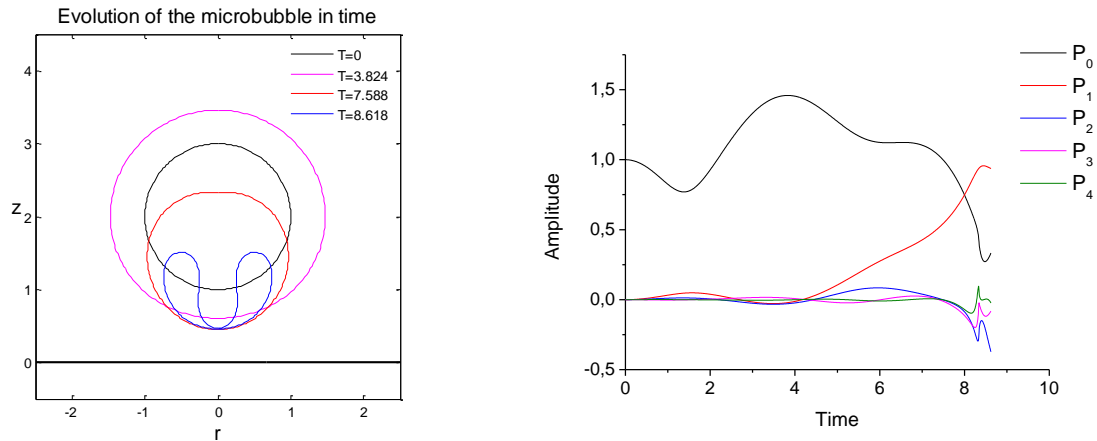 Evolution of the microbubble in time
T=0
T=3.824
T=7.588
T=8.618
4
3
z
2
1
0
-2 -1 0 1 2
r
P0
P1
P2
P3
P4
1,5
1,0
0,5
0,0
-0,5
Amplitude
0 2 4 6 8 10
Time